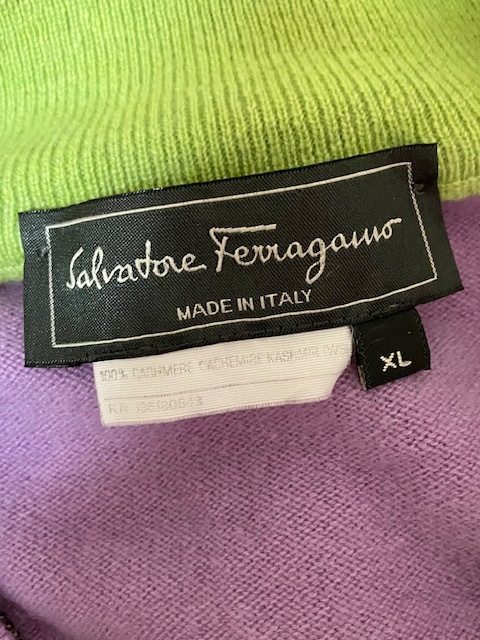 Salvatore Ferragamo
MADE IN ITALY
XL
100% CASHMERE CACHEMIRE KASHMIR